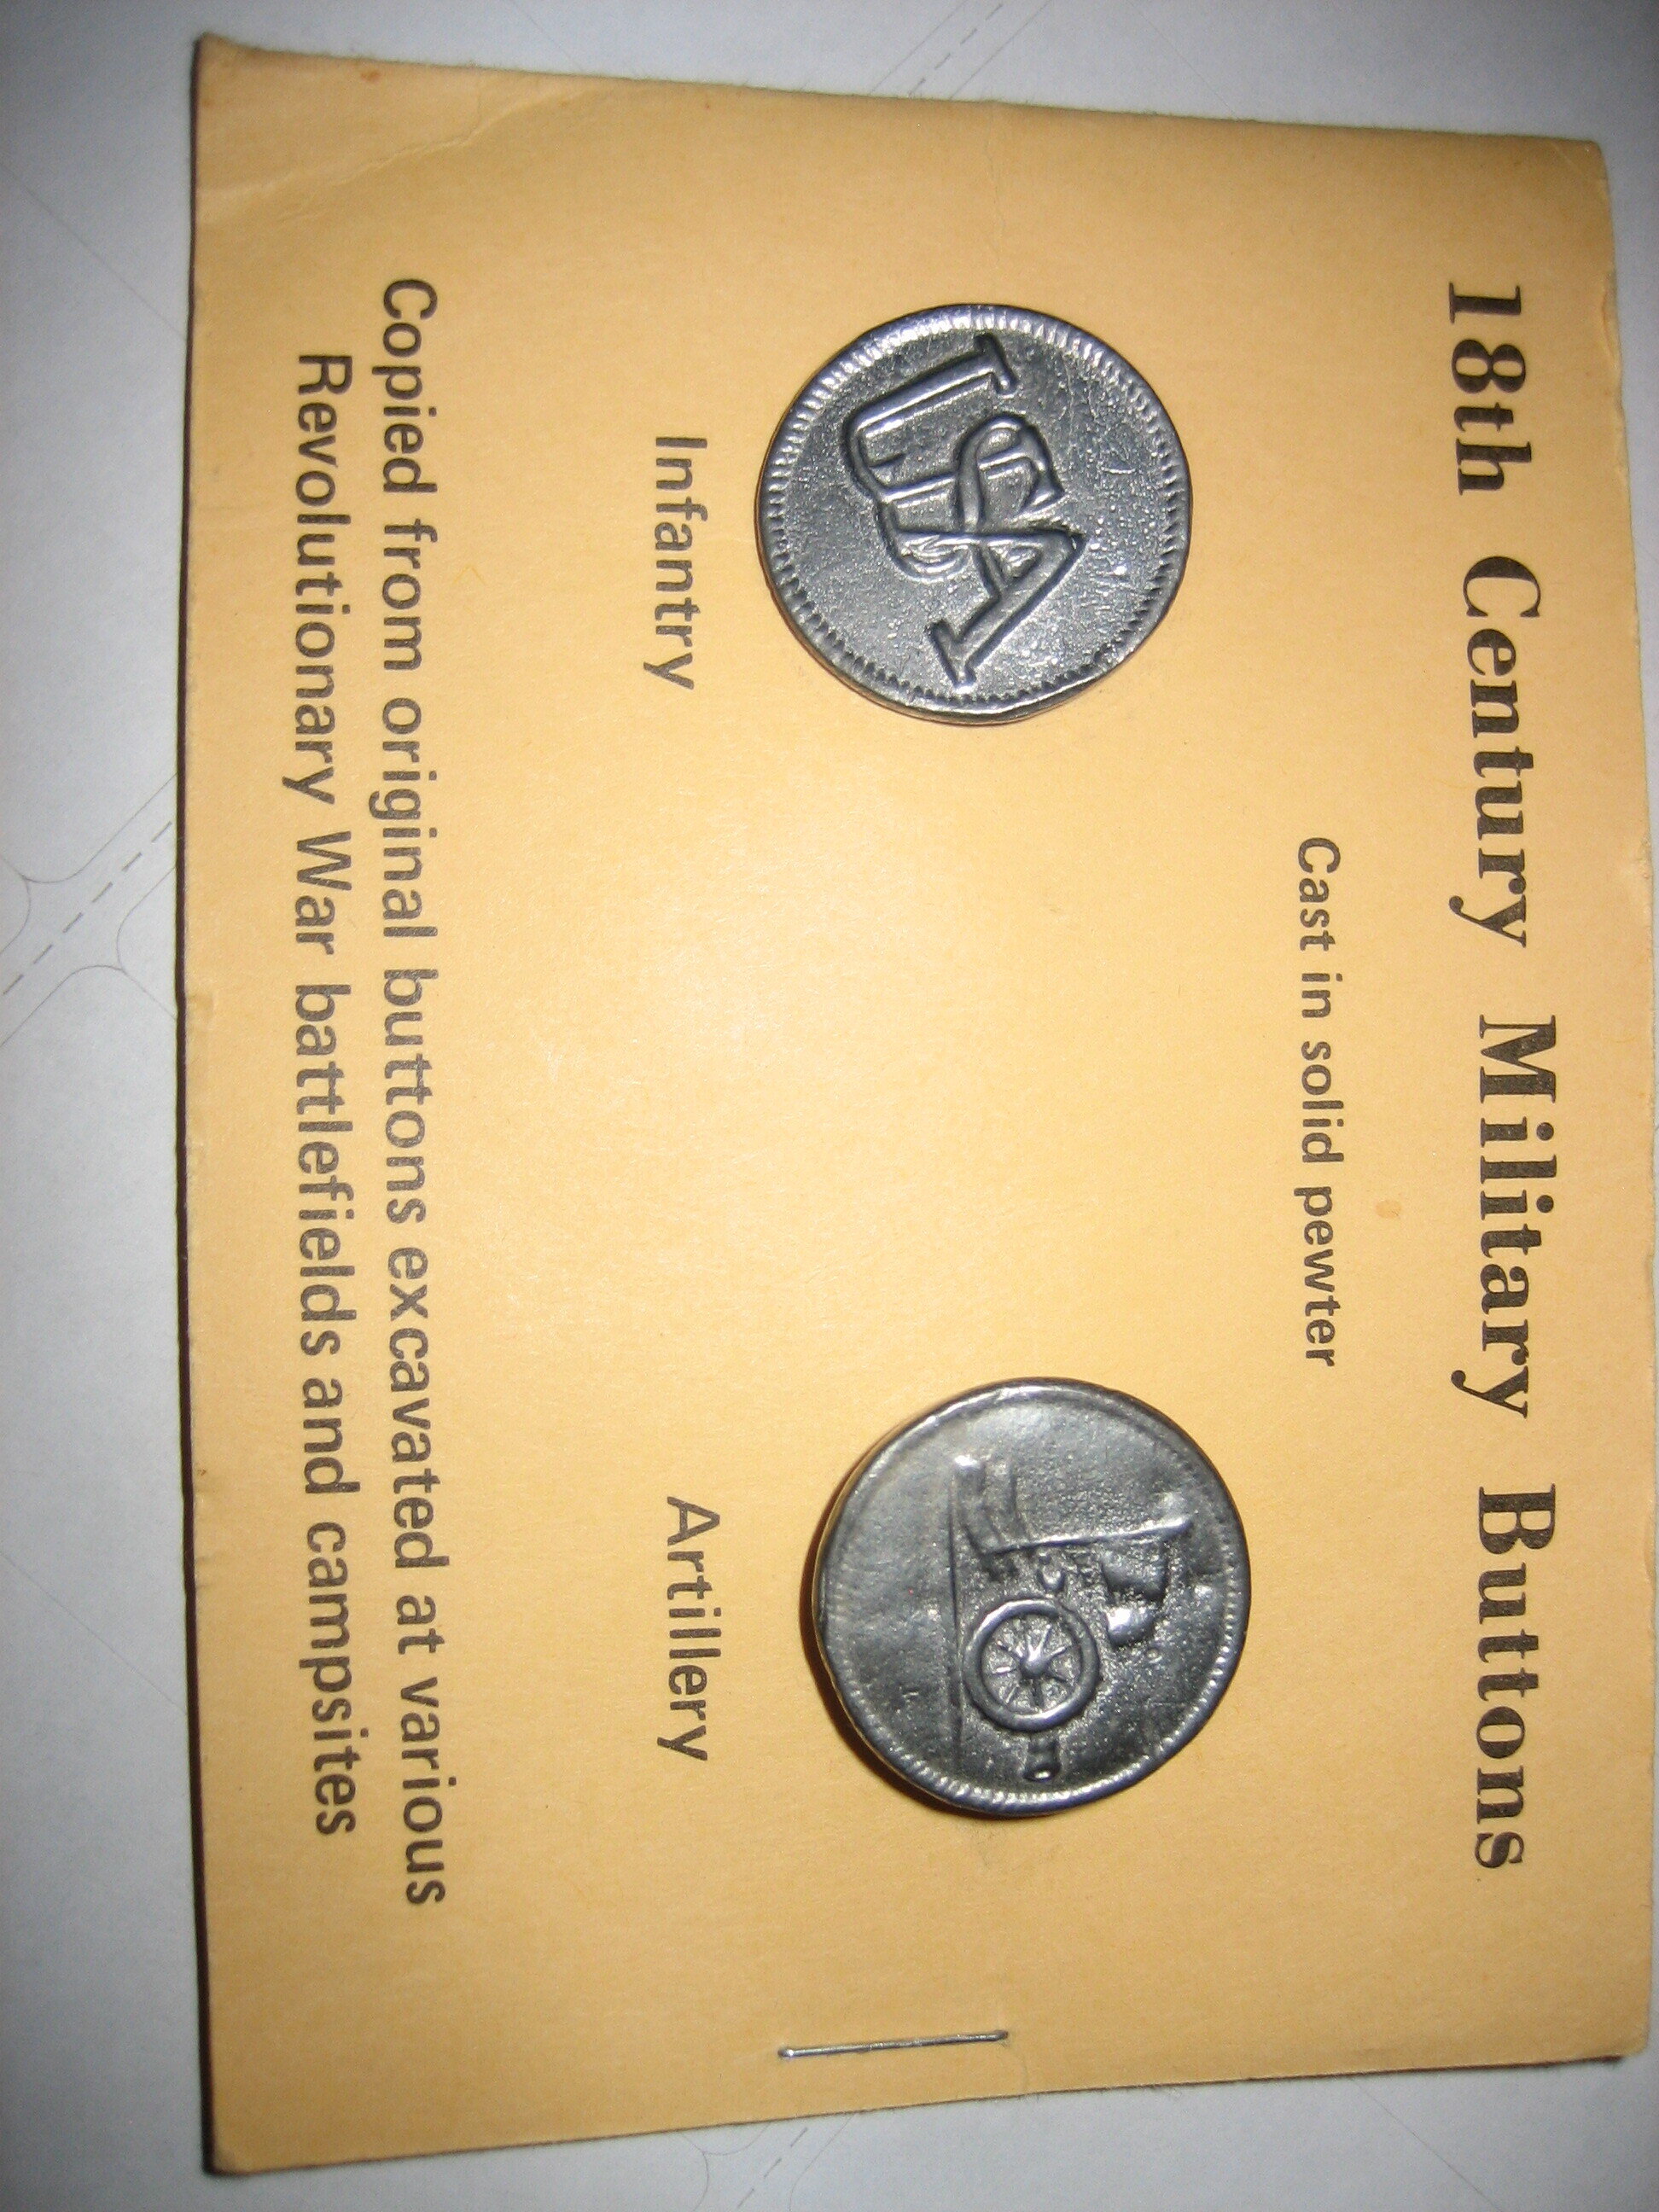 18th Century Military Buttons
Cast in solid pewter
USA
Infantry
Artillery
Copied from original buttons excavated at various
Revolutionary War battlefields and campsites